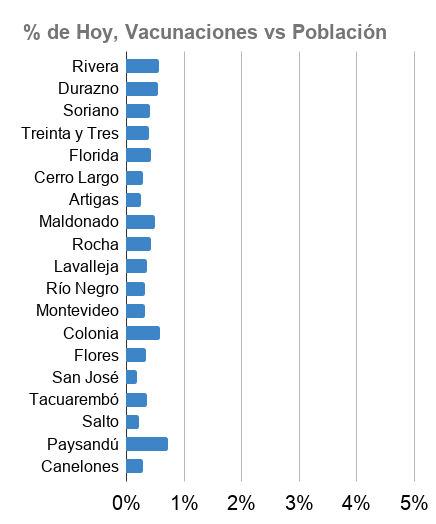 % de Hoy, Vacunaciones vs Población
Rivera
Durazno
Soriano
Treinta y Tres
Florida
Cerro Largo
Artigas
Maldonado
Rocha
Lavalleja
Río Negro
Montevideo
Colonia
Flores
San José
Tacuarembó
Salto
Paysandú
Canelones
0% 1% 2% 3% 4% 5%